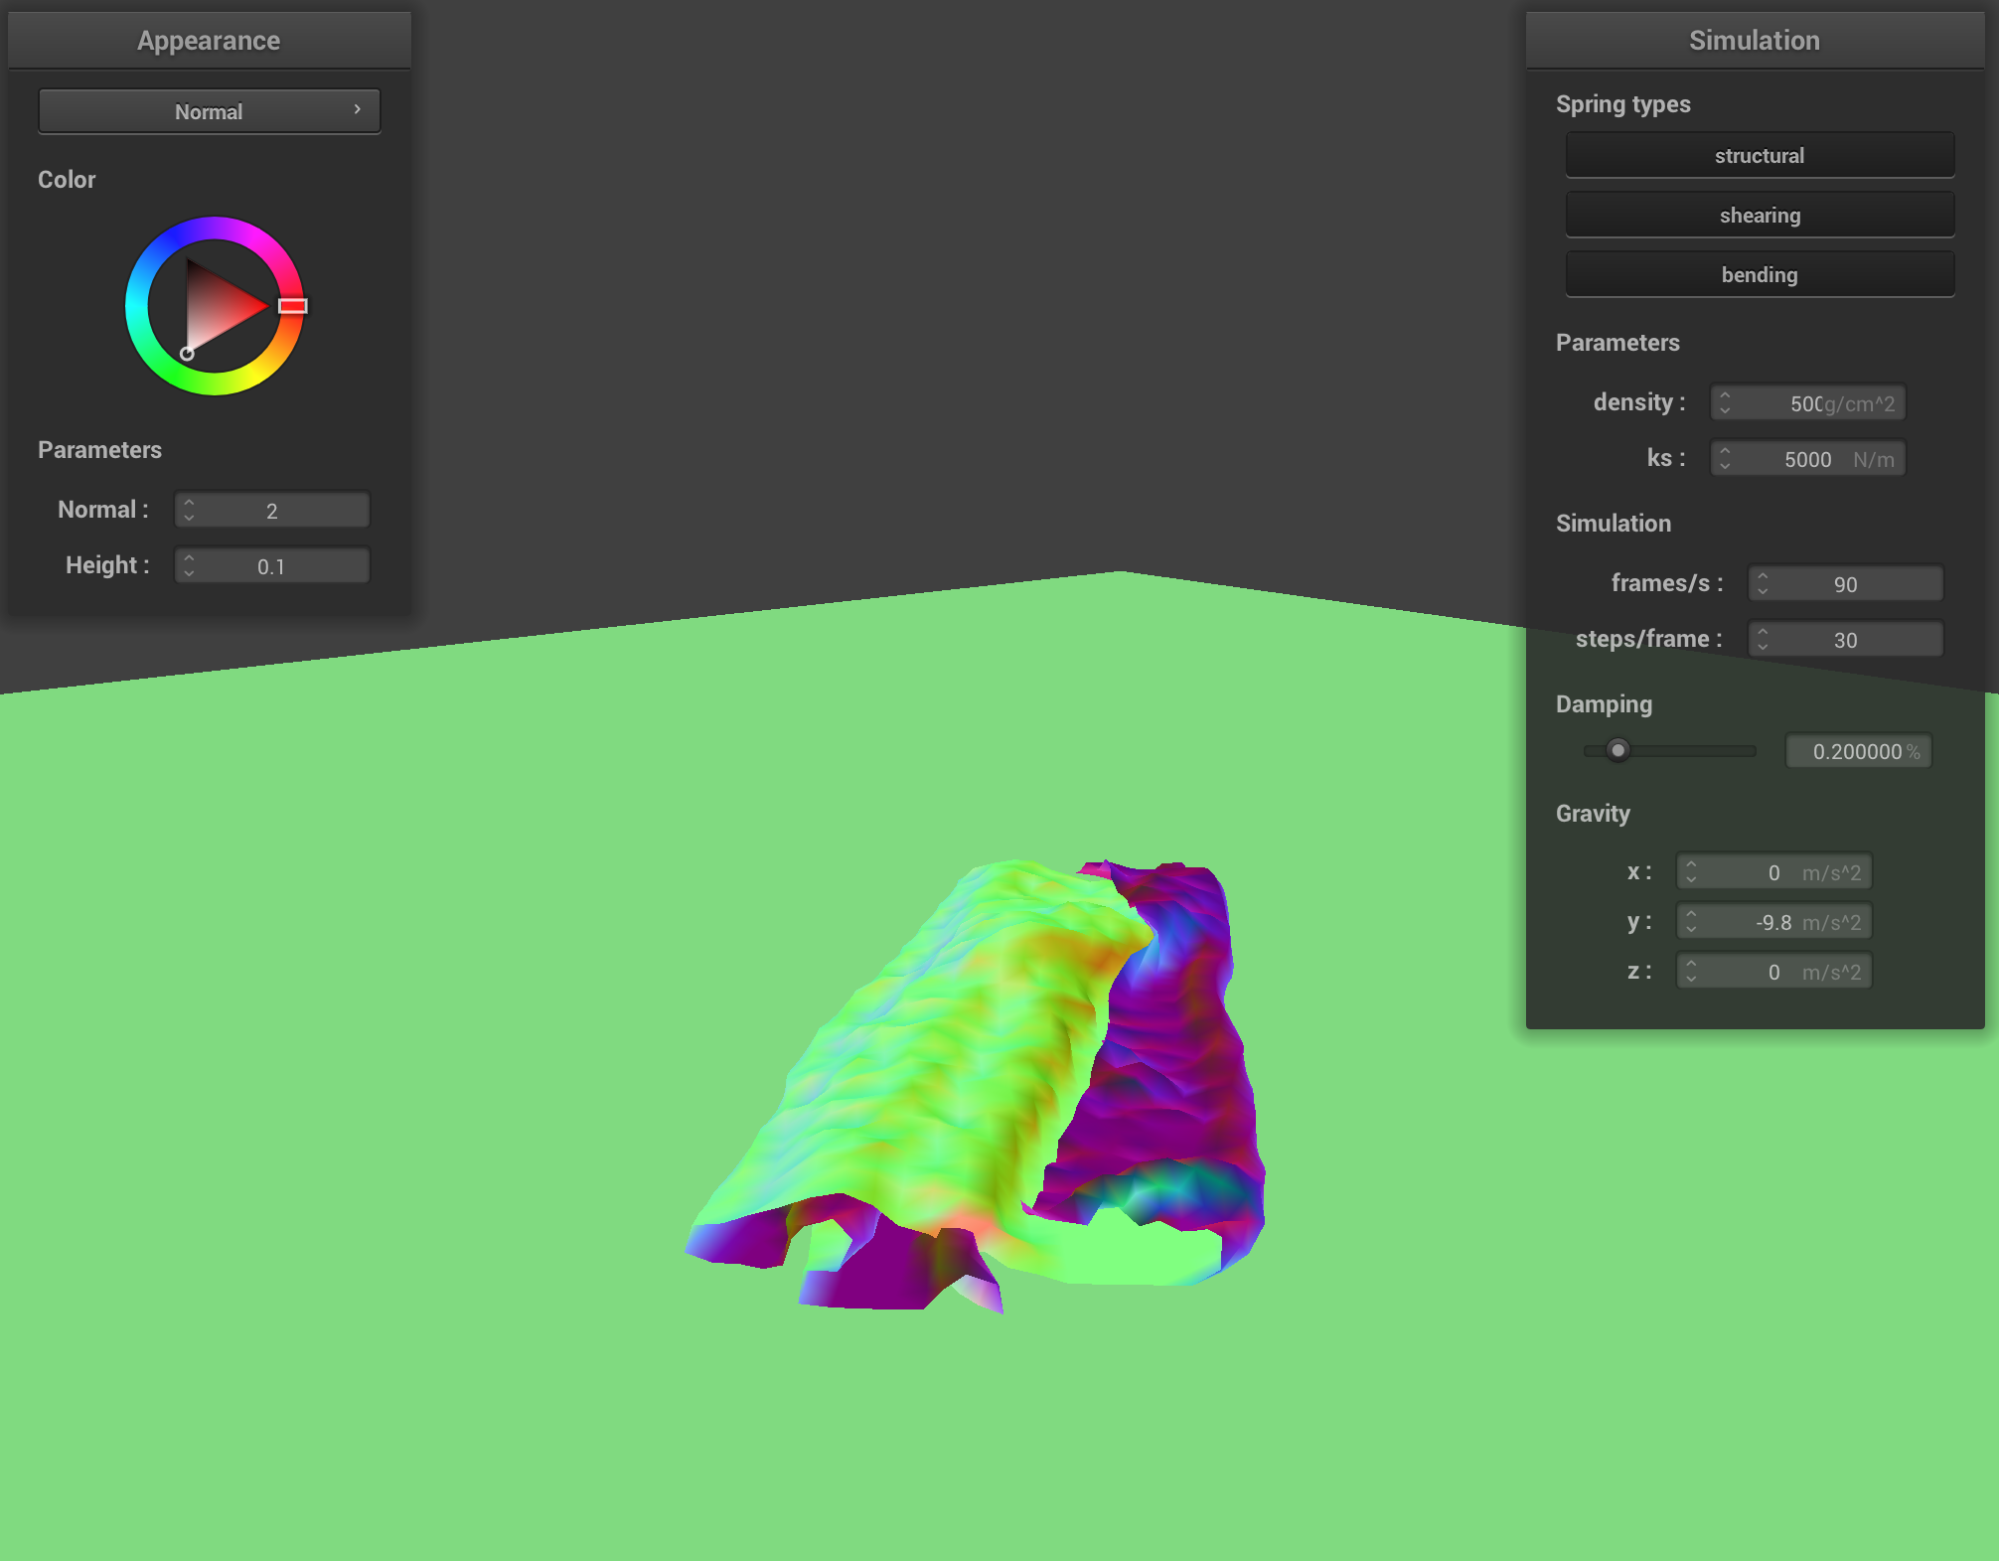 Appearance
Normal
Color
Parameters
Normal : 2
Height : 0.1
Simulation
Spring types
structural
shearing
bending
Parameters
density : 500 g/cm^2
ks : 5000 N/m
Simulation
frames/s : 90
steps/frame : 30
Damping
0.200000 %
Gravity
x : 0 m/s^2
y : -9.8 m/s^2
z : 0 m/s^2